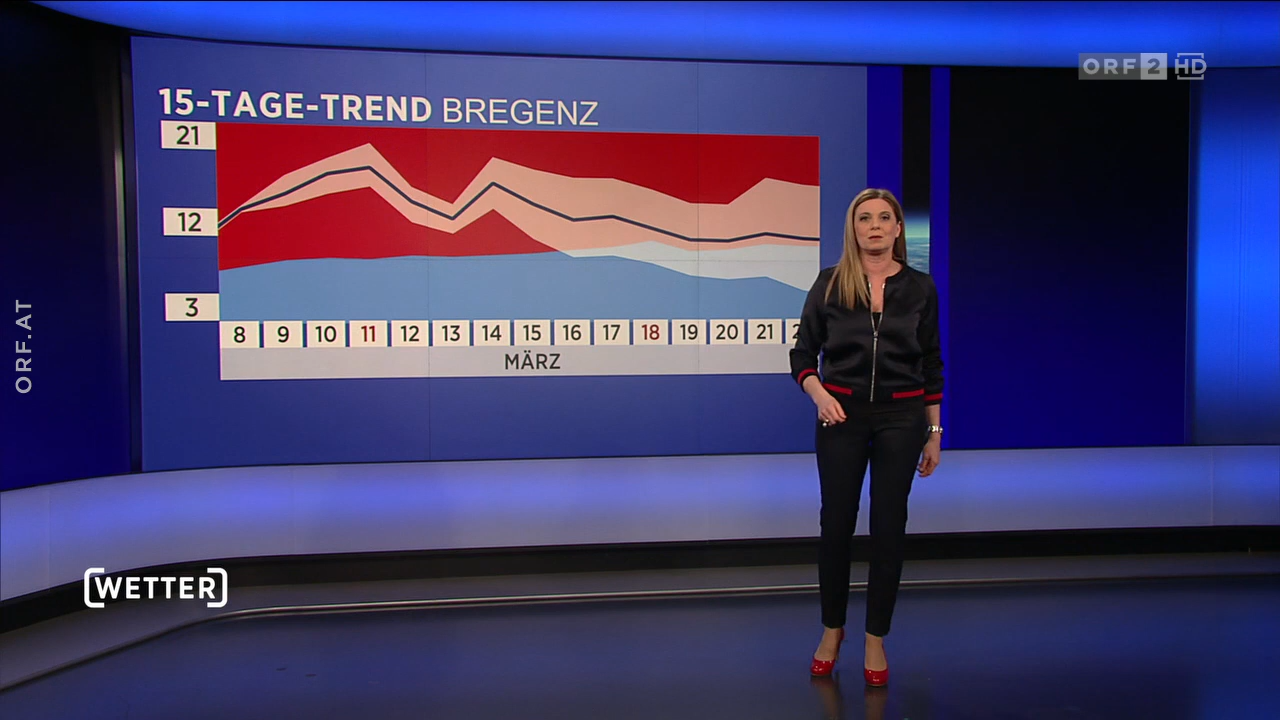 ORF 2 HD
15-TAGE-TREND BREGENZ
21
12
3
8 9 10 11 12 13 14 15 16 17 18 19 20 21
MÄRZ
ORF.AT
[WETTER]